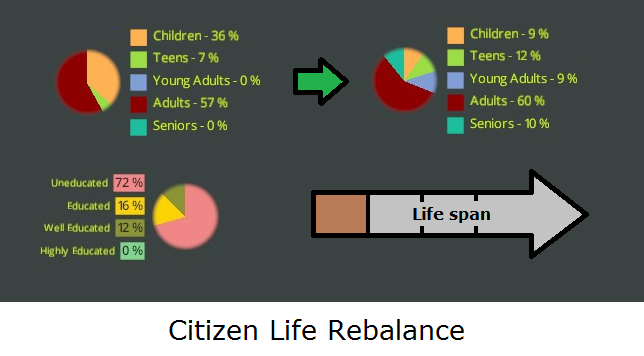 Children - 36 %
Teens - 7 %
Young Adults - 0 %
Adults - 57 %
Seniors - 0 %
Children - 9 %
Teens - 12 %
Young Adults - 9 %
Adults - 60 %
Seniors - 10 %
Uneducated 72 %
Educated 16 %
Well Educated 12 %
Highly Educated 0 %
Life span
Citizen Life Rebalance